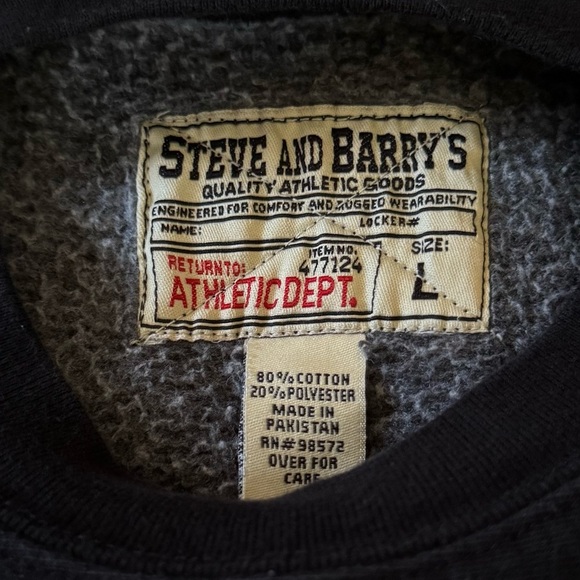 STEVE AND BARRY'S
QUALITY ATHLETIC GOODS
ENGINEERED FOR COMFORT AND RUGGED WEARABILITY
NAME: LOCKER#
RETURN TO: ITEM NO. SIZE:
477124
ATHLETIC DEPT. L
80% COTTON
20% POLYESTER
MADE IN
PAKISTAN
RN# 98572
OVER FOR
CARE